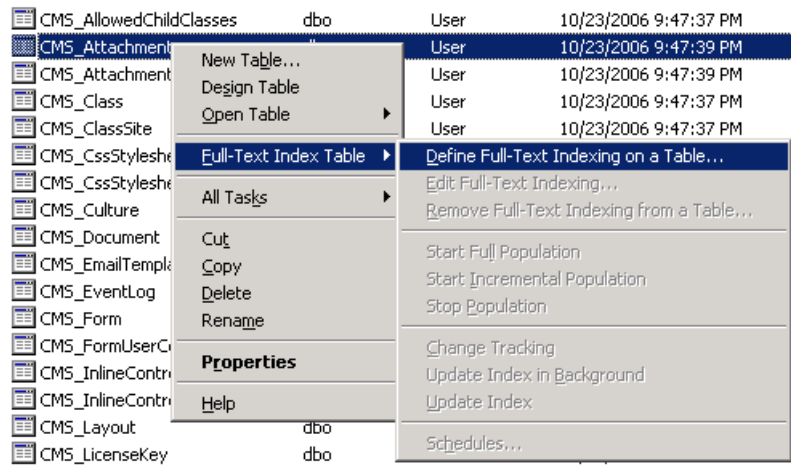 CMS_AllowedChildClasses dbo User 10/23/2006 9:47:37 PM
CMS_Attachment User 10/23/2006 9:47:39 PM
CMS_Attachment User 10/23/2006 9:47:39 PM
CMS_Class User 10/23/2006 9:47:37 PM
CMS_ClassSite User 10/23/2006 9:47:37 PM
CMS_CssStyleshe
CMS_CssStyleshe
CMS_Culture
CMS_Document
CMS_EmailTempla
CMS_EventLog
CMS_Form
CMS_FormUserCo
CMS_InlineContro
CMS_InlineContro
CMS_Layout dbo
CMS_LicenseKey dbo
New Table...
Design Table
Open Table
Full-Text Index Table
All Tasks
Cut
Copy
Delete
Rename
Properties
Help
Define Full-Text Indexing on a Table...
Edit Full-Text Indexing...
Remove Full-Text Indexing from a Table...
Start Full Population
Start Incremental Population
Stop Population
Change Tracking
Update Index in Background
Update Index
Schedules...